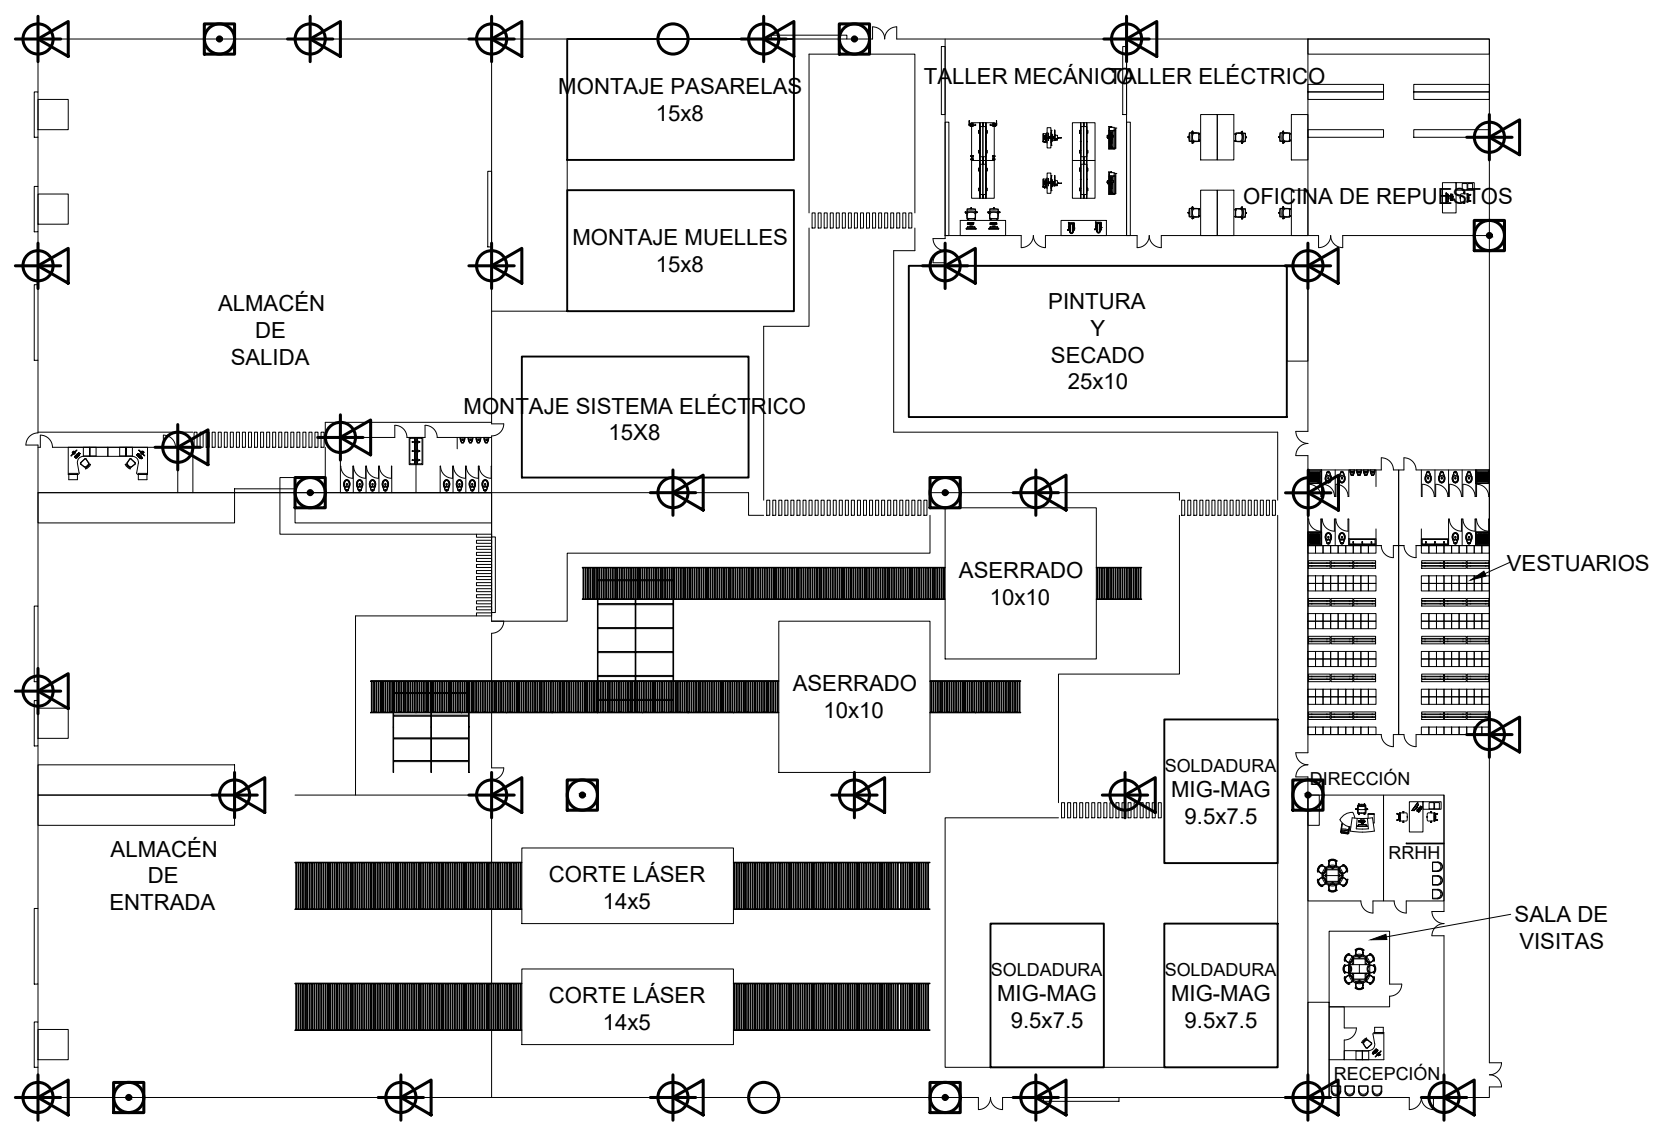 TALLER MECÁNICO
TALLER ELÉCTRICO
MONTAJE PASARELAS
15x8
OFICINA DE REPUESTOS
MONTAJE MUELLES
15x8
ALMACÉN
DE
SALIDA
PINTURA
Y
SECADO
25x10
MONTAJE SISTEMA ELÉCTRICO
15X8
VESTUARIOS
ASERRADO
10x10
ASERRADO
10x10
SOLDADURA
MIG-MAG
9.5x7.5
DIRECCIÓN
RRHH
ALMACÉN
DE
ENTRADA
CORTE LÁSER
14x5
SALA DE
VISITAS
SOLDADURA
MIG-MAG
9.5x7.5
SOLDADURA
MIG-MAG
9.5x7.5
CORTE LÁSER
14x5
RECEPCIÓN